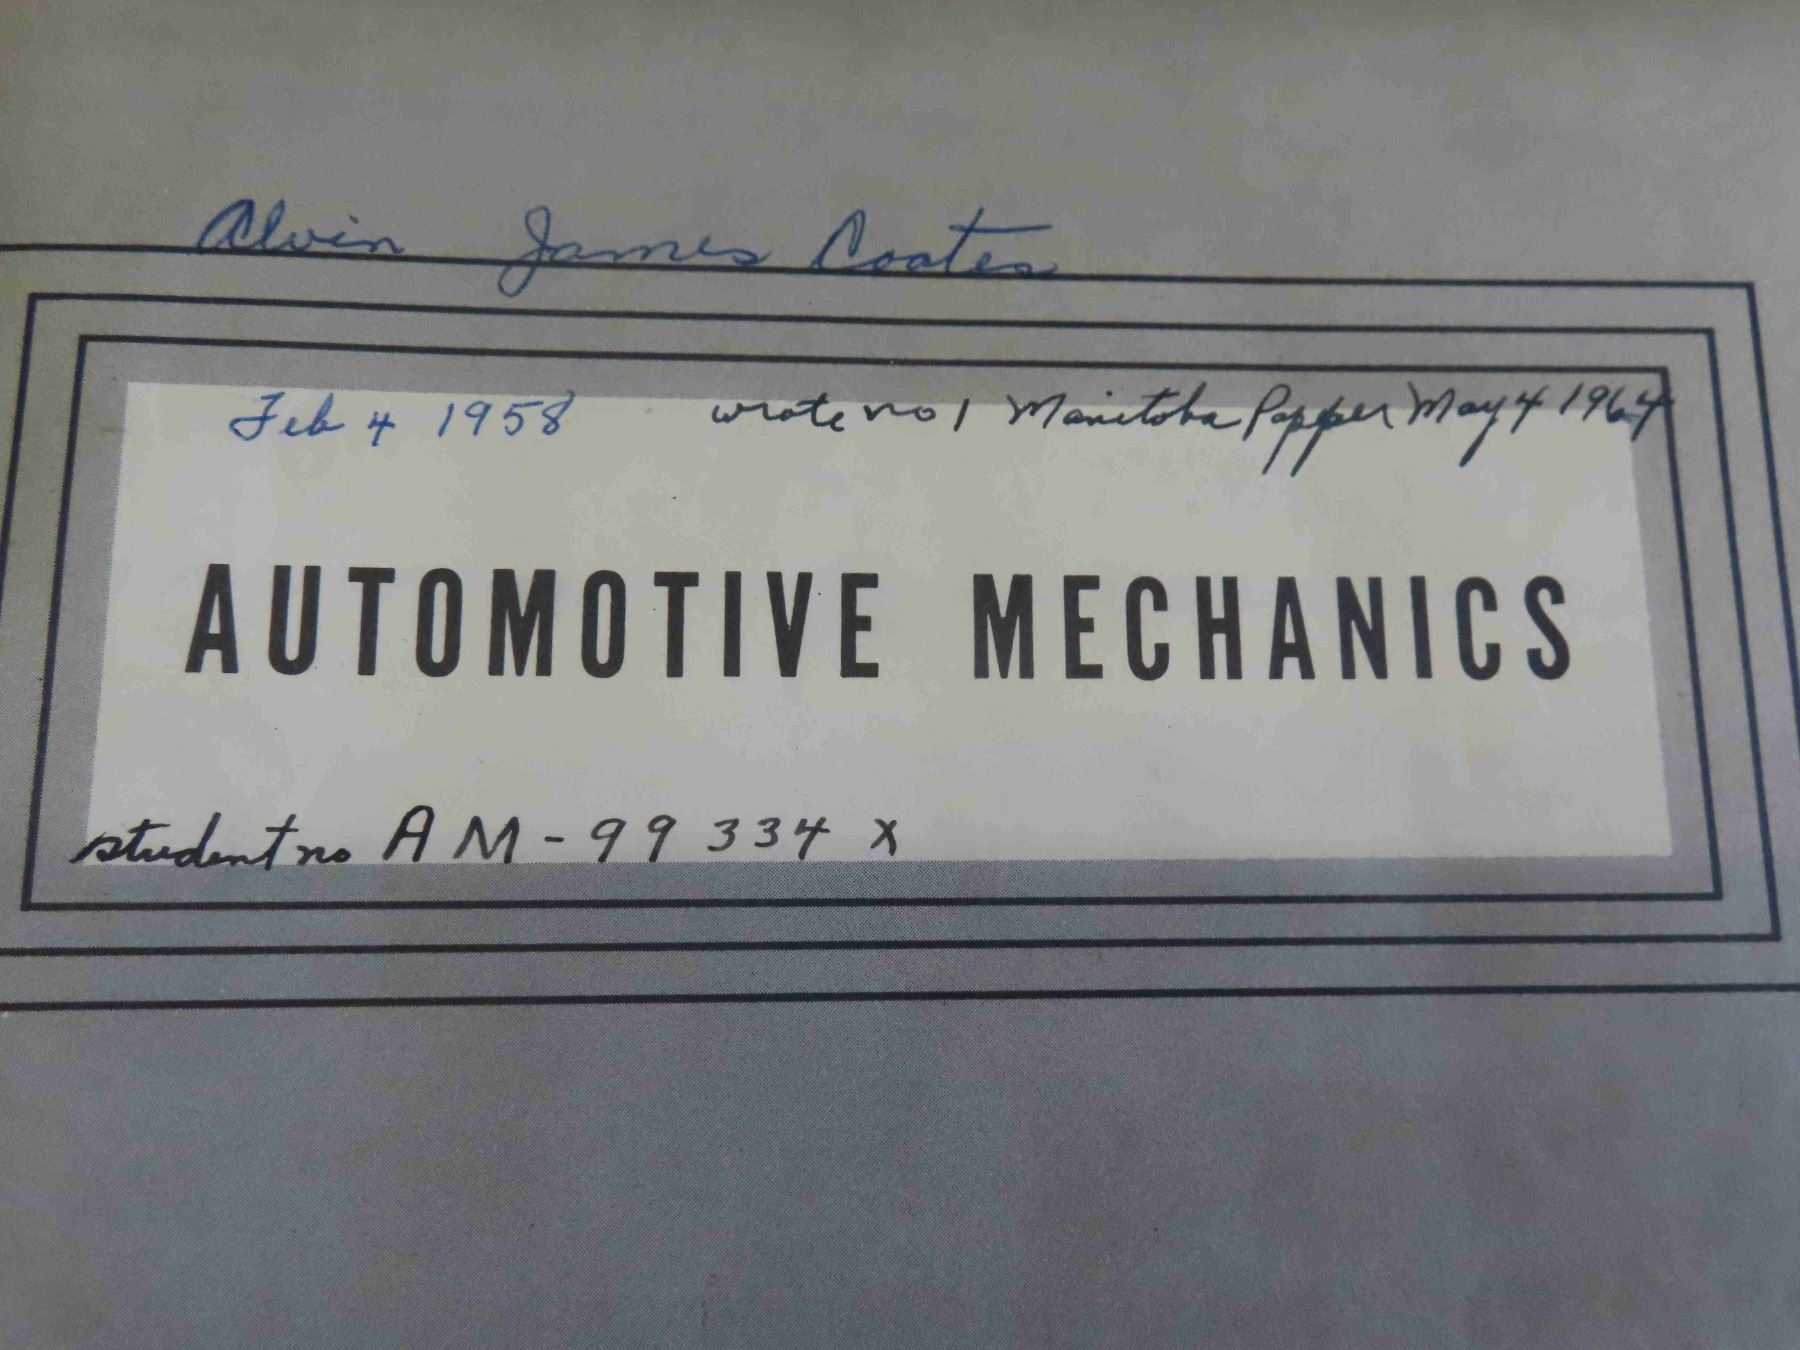 Alvin James Coates
Feb 4 1958 wrote no 1 Manitoba Papper May 4 1964
AUTOMOTIVE MECHANICS
student no AM-99 334 X